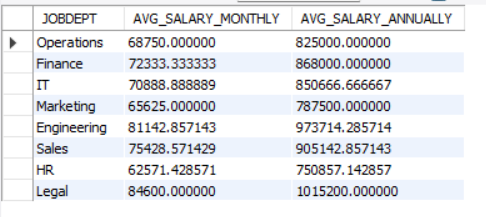 JOBDEPT AVG_SALARY_MONTHLY AVG_SALARY_ANNUALLY
Operations 68750.000000 825000.000000
Finance 72333.333333 868000.000000
IT 70888.888889 850666.666667
Marketing 65625.000000 787500.000000
Engineering 81142.857143 973714.285714
Sales 75428.571429 905142.857143
HR 62571.428571 750857.142857
Legal 84600.000000 1015200.000000